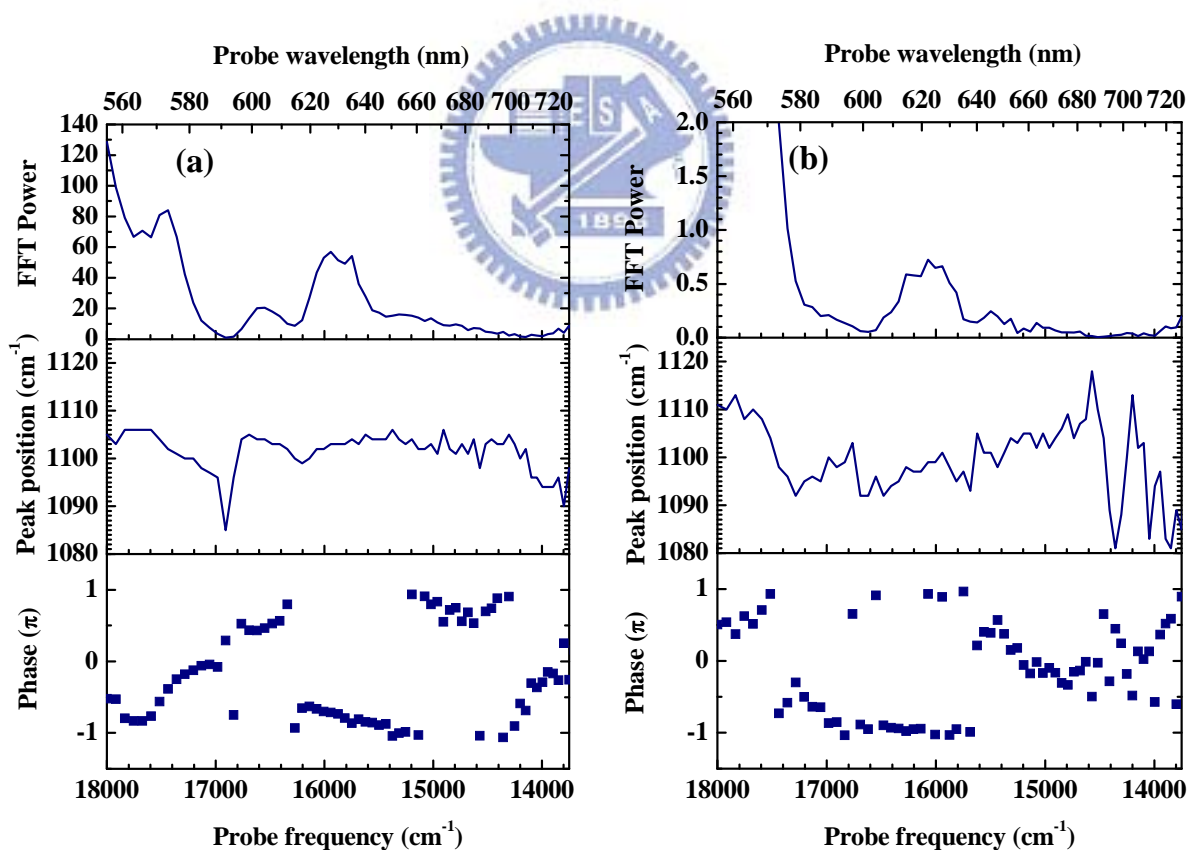 Probe wavelength (nm)
560 580 600 620 640 660 680 700 720
140
120
100
80
60
40
20
0
FFT Power
(a)
1120
1110
1100
1090
1080
Peak position (cm-1)
1
0
-1
Phase (π)
18000 17000 16000 15000 14000
Probe frequency (cm-1)
Probe wavelength (nm)
560 580 600 620 640 660 680 700 720
2.0
1.5
1.0
0.5
0.0
FFT Power
(b)
1120
1110
1100
1090
1080
Peak position (cm-1)
1
0
-1
Phase (π)
18000 17000 16000 15000 14000
Probe frequency (cm-1)
E S A
1896